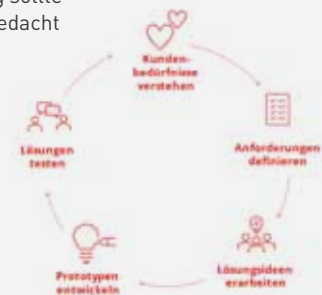 g sollte
edacht
Kunden-
bedürfnisse
verstehen
Anforderungen
definieren
Lösungsideen
erarbeiten
Prototypen
entwickeln
Lösungen
testen